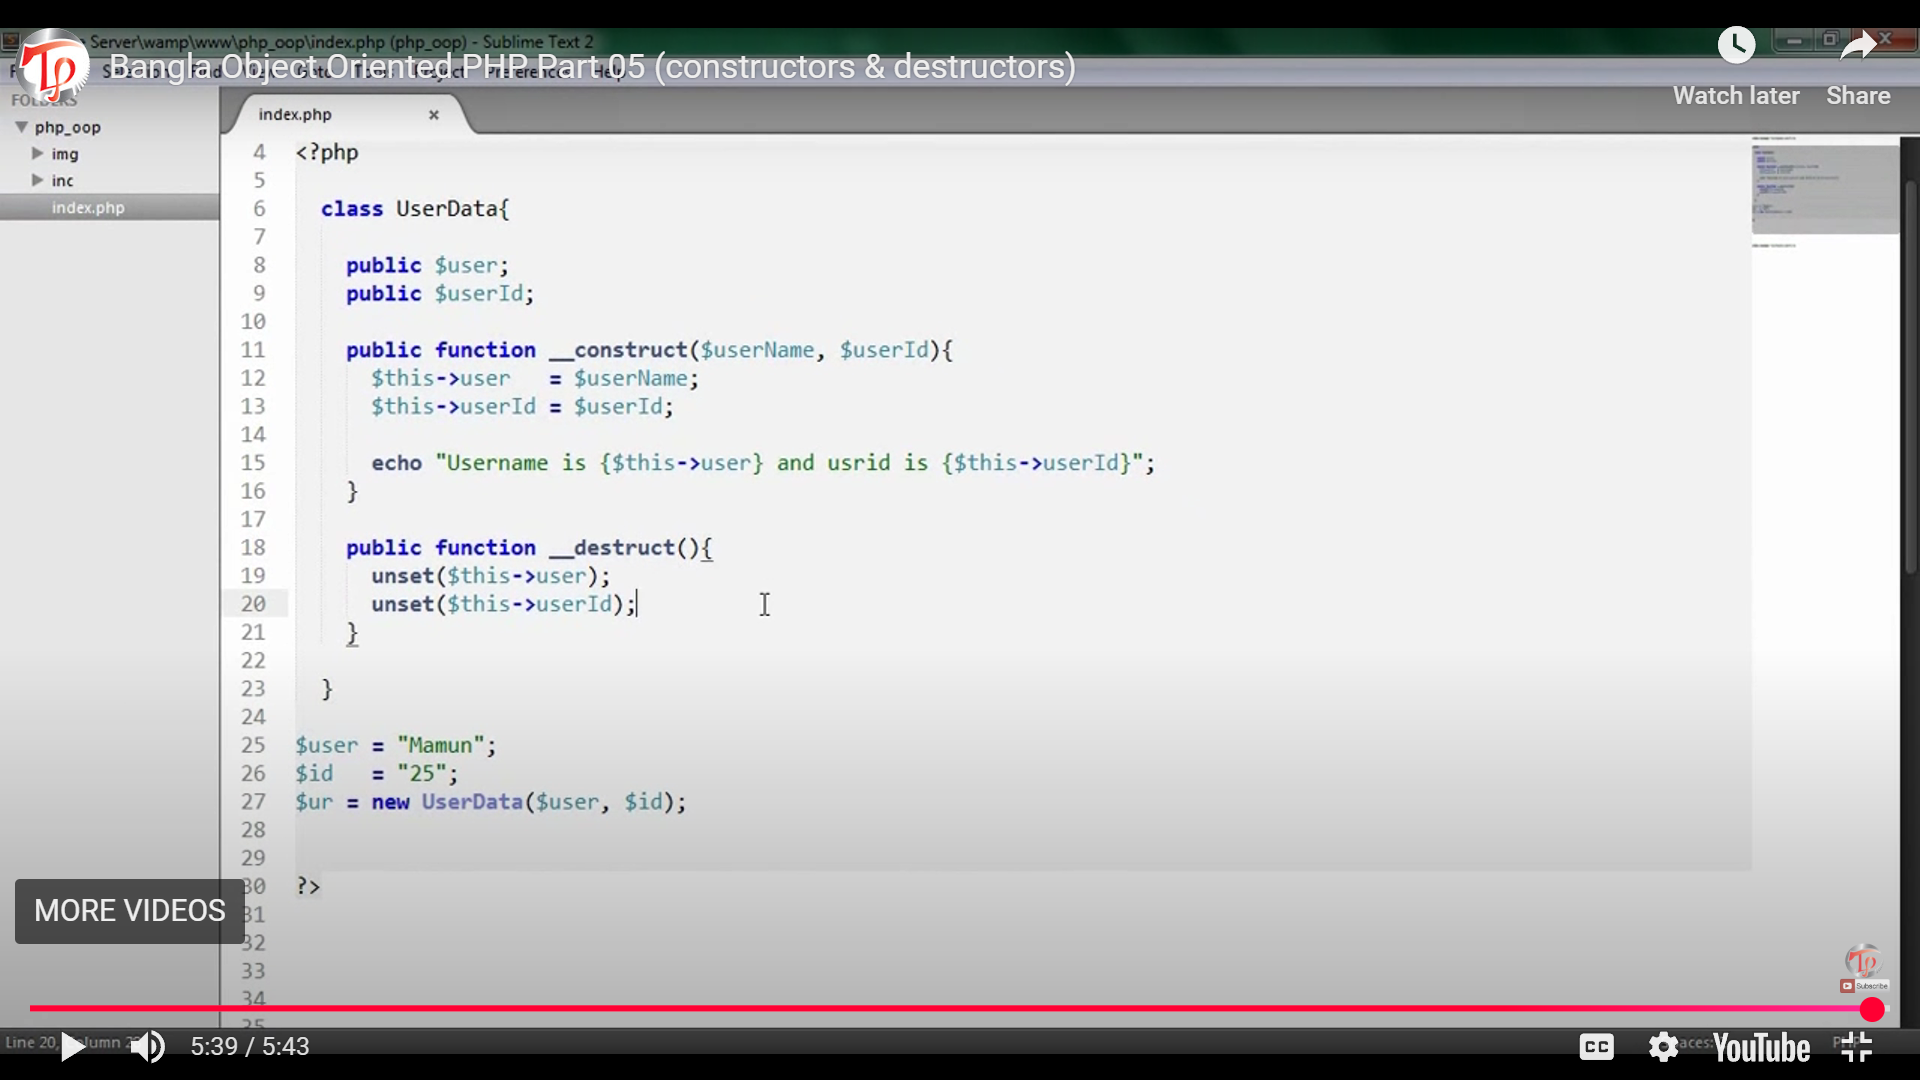 Server\wamp\www\php_oop\index.php (php_oop) - Sublime Text 2
Bangla Object Oriented PHP Part 05 (constructors & destructors)
Watch later
Share
FOLDERS
php_oop
img
inc
index.php
index.php ×
4 <?php
5
6 class UserData{
7
8 public $user;
9 public $userId;
10
11 public function __construct($userName, $userId){
12 $this->user = $userName;
13 $this->userId = $userId;
14
15 echo "Username is {$this->user} and usrid is {$this->userId}";
16 }
17
18 public function __destruct(){
19 unset($this->user);
20 unset($this->userId);
21 }
22
23 }
24
25 $user = "Mamun";
26 $id = "25";
27 $ur = new UserData($user, $id);
28
29
30 ?>
31
32
33
34
35
MORE VIDEOS
Tp
Subscribe
Line 20,
5:39 / 5:43
CC
YouTube